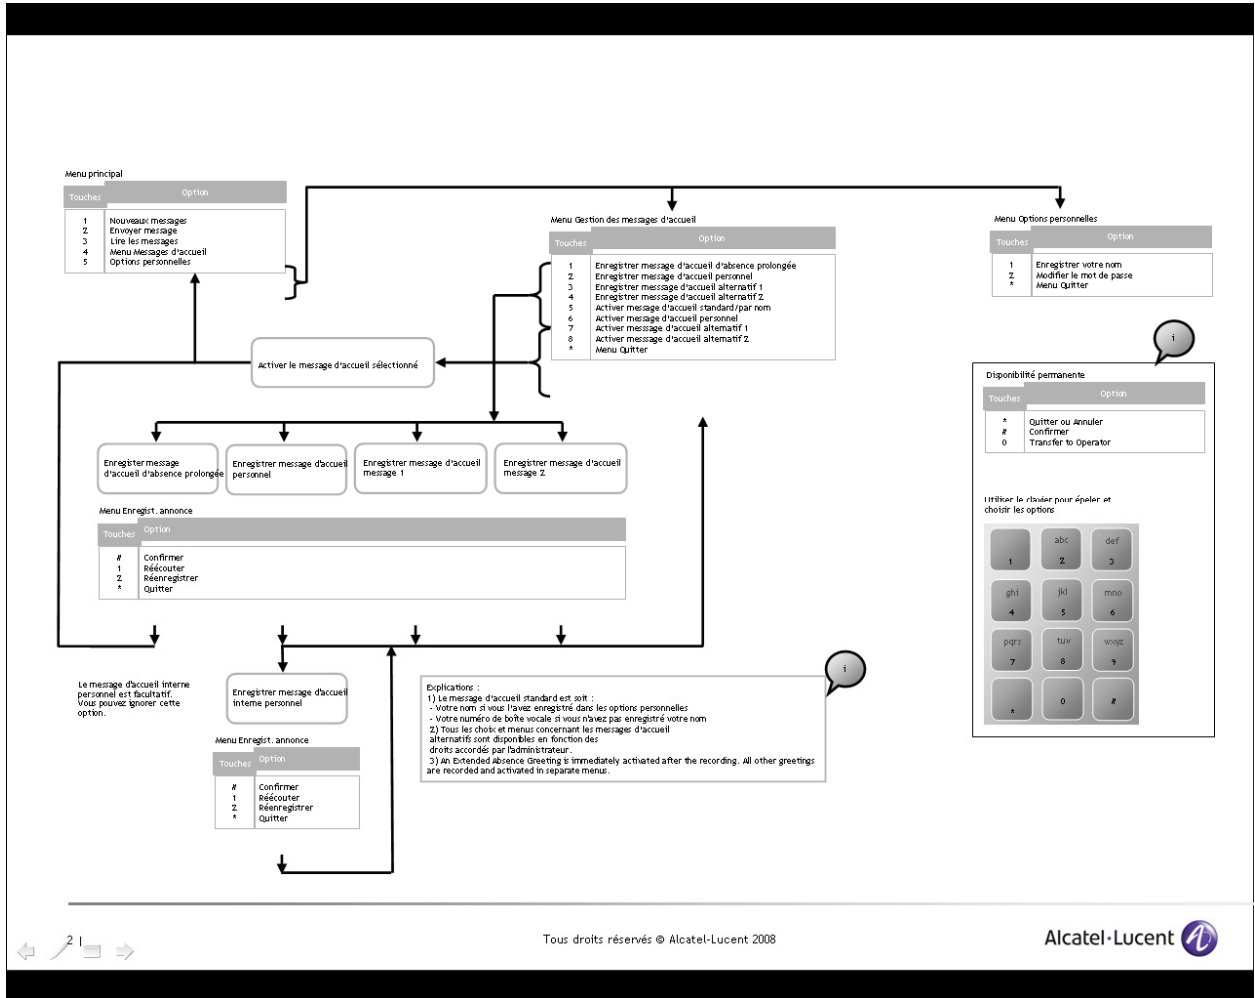 Menu principal
Touches Option
1 Nouveaux messages
2 Envoyer message
3 Lire les messages
4 Menu Messages d'accueil
5 Options personnelles
Menu Gestion des messages d'accueil
Touches Option
1 Enregistrer message d'accueil d'absence prolongée
2 Enregistrer message d'accueil personnel
3 Enregistrer message d'accueil alternatif 1
4 Enregistrer message d'accueil alternatif 2
5 Activer message d'accueil standard/par nom
6 Activer message d'accueil personnel
7 Activer message d'accueil alternatif 1
8 Activer message d'accueil alternatif 2
* Menu Quitter
Menu Options personnelles
Touches Option
1 Enregistrer votre nom
2 Modifier le mot de passe
* Menu Quitter
Activer le message d'accueil sélectionné
i
Disponibilité permanente
Touches Option
* Quitter ou Annuler
# Confirmer
0 Transfer to Operator
Utiliser le clavier pour épeler et
choisir les options
1
abc
2
def
3
ghi
4
jkl
5
mno
6
pqrs
7
tuv
8
wxyz
9
*
0
#
Enregister message
d'accueil d'absence prolongée
Enregistrer message d'accueil
personnel
Enregistrer message d'accueil
message 1
Enregistrer message d'accueil
message 2
Menu Enregist. annonce
Touches Option
# Confirmer
1 Réécouter
2 Réenregistrer
* Quitter
Le message d'accueil interne
personnel est facultatif.
Vous pouvez ignorer cette
option.
Enregistrer message d'accueil
interne personnel
Menu Enregist. annonce
Touches Option
# Confirmer
1 Réécouter
2 Réenregistrer
* Quitter
i
Explications :
1) Le message d'accueil standard est soit :
- Votre nom si vous l'avez enregistré dans les options personnelles
- Votre numéro de boîte vocale si vous n'avez pas enregistré votre nom
2) Tous les choix et menus concernant les messages d'accueil
alternatifs sont disponibles en fonction des
droits accordés par l'administrateur.
3) An Extended Absence Greeting is immediately activated after the recording. All other greetings
are recorded and activated in separate menus.
2 |
Tous droits réservés © Alcatel-Lucent 2008
Alcatel·Lucent